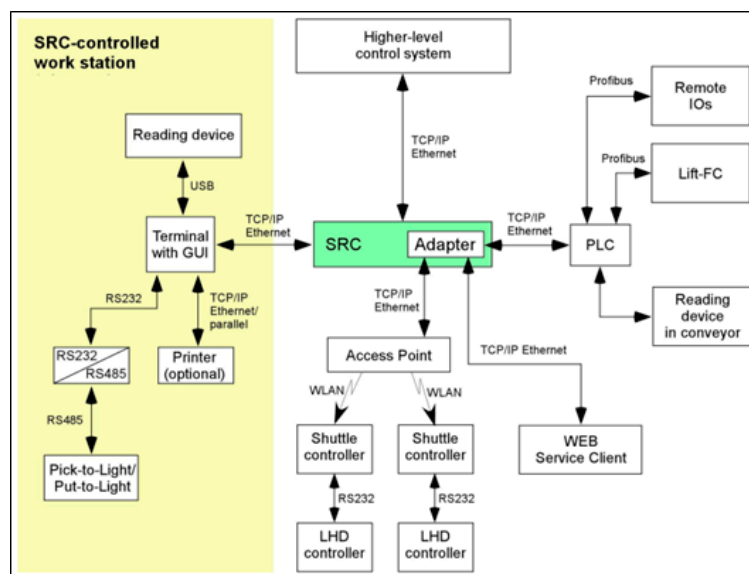 SRC-controlled
work station
Higher-level
control system
Profibus
Remote
IOs
Reading device
TCP/IP
Ethernet
Profibus
Lift-FC
USB
TCP/IP
Ethernet
Terminal
with GUI
SRC
Adapter
TCP/IP
Ethernet
PLC
RS232
TCP/IP
Ethernet/
parallel
TCP/IP
Ethernet
Reading
device
in conveyor
RS232
RS485
Printer
(optional)
Access Point
TCP/IP Ethernet
WLAN
WLAN
RS485
Shuttle
controller
Shuttle
controller
WEB
Service Client
Pick-to-Light/
Put-to-Light
RS232
RS232
LHD
controller
LHD
controller